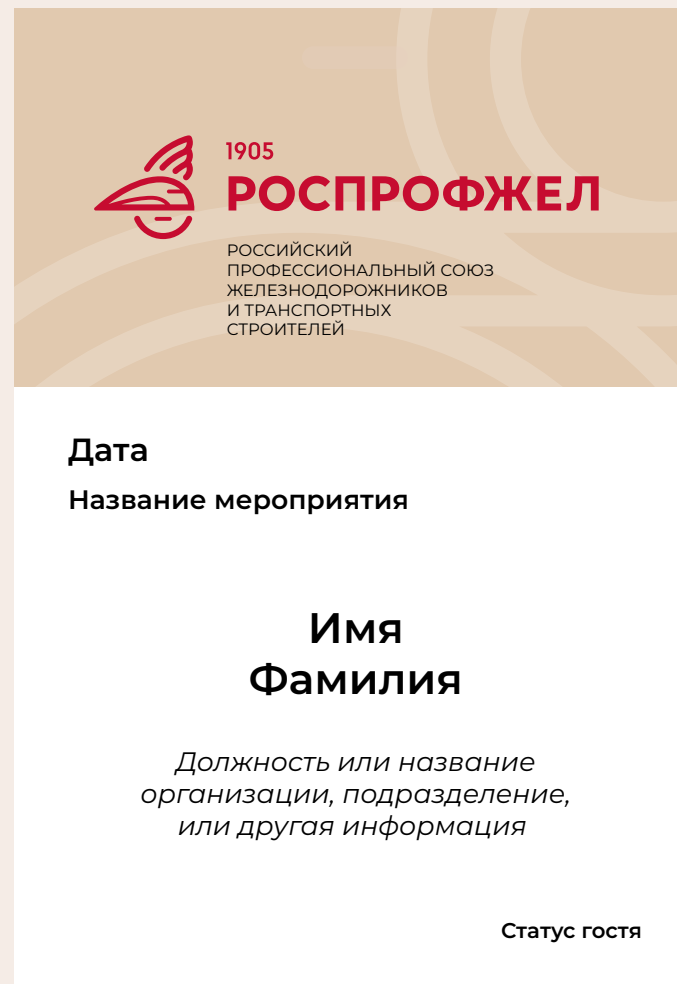 1905
РОСПРОФЖЕЛ
РОССИЙСКИЙ
ПРОФЕССИОНАЛЬНЫЙ СОЮЗ
ЖЕЛЕЗНОДОРОЖНИКОВ
И ТРАНСПОРТНЫХ
СТРОИТЕЛЕЙ
Дата
Название мероприятия
Имя
Фамилия
Должность или название
организации, подразделение,
или другая информация
Статус гостя